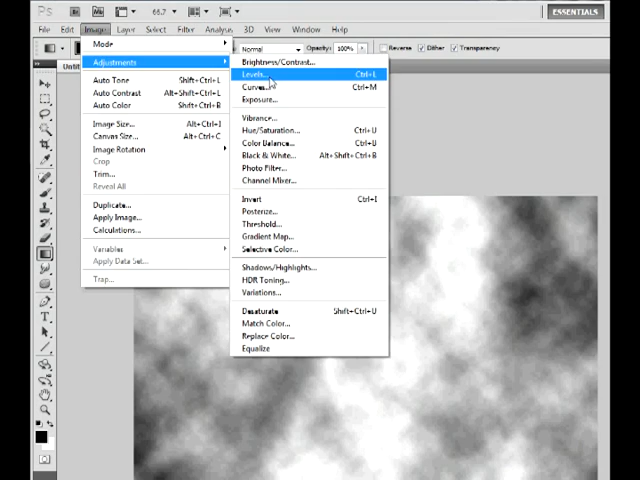 Ps Br Mb 66.7 ESSENTIALS
File Edit Image Layer Select Filter Analysis 3D View Window Help
Normal Opacity: 100% Reverse Dither Transparency
Mode
Adjustments
Auto Tone Shift+Ctrl+L
Auto Contrast Alt+Shift+Ctrl+L
Auto Color Shift+Ctrl+B
Image Size... Alt+Ctrl+I
Canvas Size... Alt+Ctrl+C
Image Rotation
Crop
Trim...
Reveal All
Duplicate...
Apply Image...
Calculations...
Variables
Apply Data Set...
Trap...
Brightness/Contrast...
Levels... Ctrl+L
Curves... Ctrl+M
Exposure...
Vibrance...
Hue/Saturation... Ctrl+U
Color Balance... Ctrl+B
Black & White... Alt+Shift+Ctrl+B
Photo Filter...
Channel Mixer...
Invert Ctrl+I
Posterize...
Threshold...
Gradient Map...
Selective Color...
Shadows/Highlights...
HDR Toning...
Variations...
Desaturate Shift+Ctrl+U
Match Color...
Replace Color...
Equalize